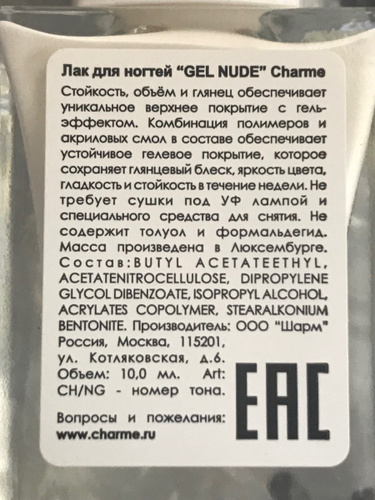 Лак для ногтей “GEL NUDE” Charme
Стойкость, объём и глянец обеспечивает
уникальное верхнее покрытие с гель-
эффектом. Комбинация полимеров и
акриловых смол в составе обеспечивает
устойчивое гелевое покрытие, которое
сохраняет глянцевый блеск, яркость цвета,
гладкость и стойкость в течение недели. Не
требует сушки под УФ лампой и
специального средства для снятия. Не
содержит толуол и формальдегид.
Масса произведена в Люксембурге.
Состав:BUTYL ACETATEETHYL,
ACETATENITROCELLULOSE, DIPROPYLENE
GLYCOL DIBENZOATE, ISOPROPYL ALCOHOL,
ACRYLATES COPOLYMER, STEARALKONIUM
BENTONITE. Производитель: ООО "Шарм"
Россия, Москва, 115201,
ул. Котляковская, д.6.
Объем: 10,0 мл. Art:
CH/NG - номер тона.
Вопросы и пожелания:
www.charme.ru
EAC